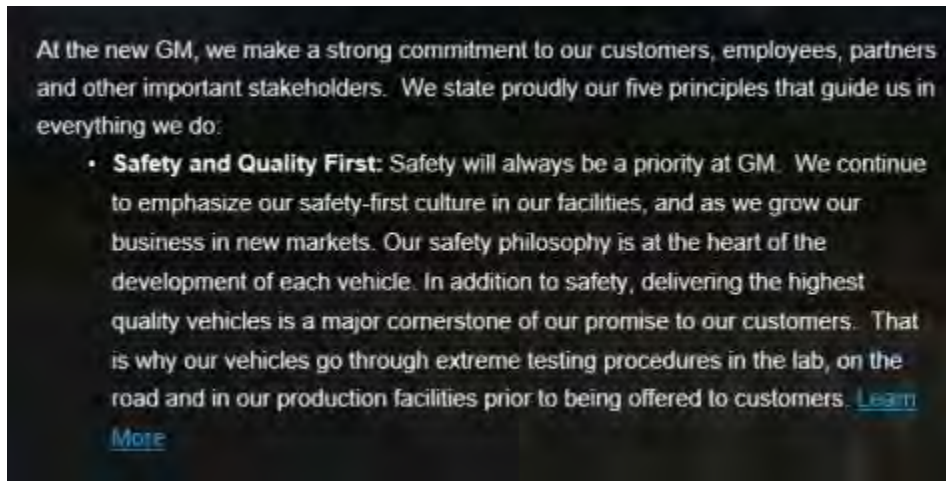 At the new GM, we make a strong commitment to our customers, employees, partners
and other important stakeholders.  We state proudly our five principles that guide us in
everything we do:
• Safety and Quality First: Safety will always be a priority at GM.  We continue
to emphasize our safety-first culture in our facilities, and as we grow our
business in new markets. Our safety philosophy is at the heart of the
development of each vehicle. In addition to safety, delivering the highest
quality vehicles is a major cornerstone of our promise to our customers.  That
is why our vehicles go through extreme testing procedures in the lab, on the
road and in our production facilities prior to being offered to customers. Learn
More